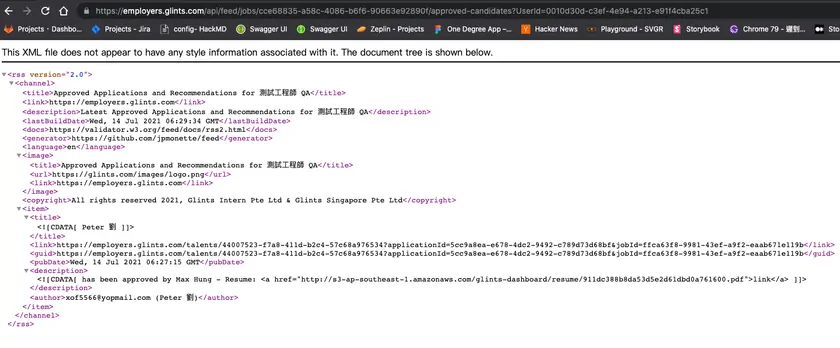 https://employers.glints.com/api/feed/jobs/cce68835-a58c-4086-b6f6-90663e92890f/approved-candidates?UserId=0010d30d-c3ef-4e94-a213-e91f4cba25c1
Projects - Dashbo... Projects - Jira config- HackMD Swagger UI Swagger UI Zeplin - Projects One Degree App –... Hacker News Playground - SVGR Storybook Chrome 79 - 遲到... Sto
This XML file does not appear to have any style information associated with it. The document tree is shown below.
<rss version="2.0">
<channel>
<title>Approved Applications and Recommendations for 測試工程師 QA</title>
<link>https://employers.glints.com</link>
<description>Latest Approved Applications and Recommendations for 測試工程師 QA</description>
<lastBuildDate>Wed, 14 Jul 2021 06:29:34 GMT</lastBuildDate>
<docs>https://validator.w3.org/feed/docs/rss2.html</docs>
<generator>https://github.com/jpmonette/feed</generator>
<language>en</language>
<image>
<title>Approved Applications and Recommendations for 測試工程師 QA</title>
<url>https://glints.com/images/logo.png</url>
<link>https://employers.glints.com</link>
</image>
<copyright>All rights reserved 2021, Glints Intern Pte Ltd & Glints Singapore Pte Ltd</copyright>
<item>
<title>
<![CDATA[ Peter 劉 ]]>
</title>
<link>https://employers.glints.com/talents/44007523-f7a8-411d-b2c4-57c68a976534?applicationId=5cc9a8ea-e678-4dc2-9492-c789d73d68bf&jobId=ffca63f8-9981-43ef-a9f2-eaab671e119b</link>
<guid>https://employers.glints.com/talents/44007523-f7a8-411d-b2c4-57c68a976534?applicationId=5cc9a8ea-e678-4dc2-9492-c789d73d68bf&jobId=ffca63f8-9981-43ef-a9f2-eaab671e119b</guid>
<pubDate>Wed, 14 Jul 2021 06:27:15 GMT</pubDate>
<description>
<![CDATA[ has been approved by Max Hung - Resume: <a href="http://s3-ap-southeast-1.amazonaws.com/glints-dashboard/resume/911dc388b8da53d5e2d61dbd0a761600.pdf">link</a> ]]>
</description>
<author>xof5566@yopmail.com (Peter 劉)</author>
</item>
</channel>
</rss>